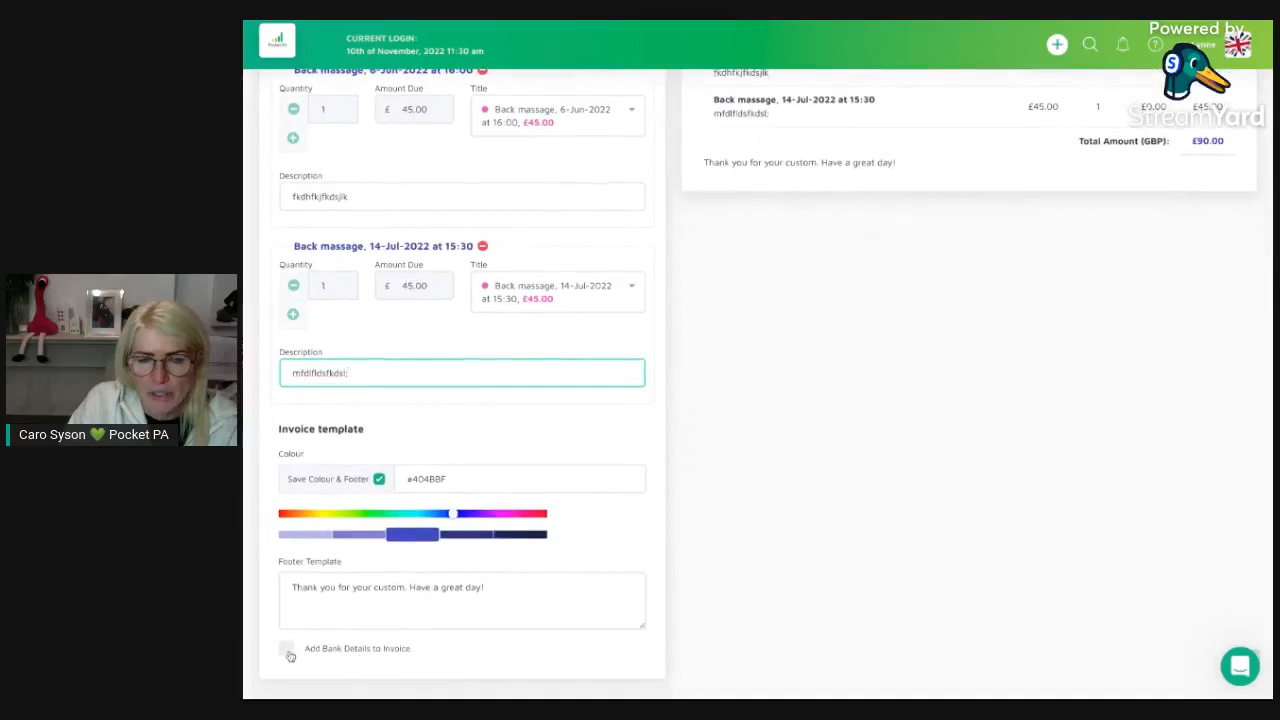 CURRENT LOGIN:
10th of November, 2022 11:30 am
Powered by
StreamYard
Back massage, 6-Jun-2022 at 16:00
Quantity
Amount Due
Title
1
£ 45.00
Back massage, 6-Jun-2022
at 16:00, £45.00
Description
fkdhfkjfkdsjlk
Back massage, 14-Jul-2022 at 15:30
Quantity
Amount Due
Title
1
£ 45.00
Back massage, 14-Jul-2022
at 15:30, £45.00
Description
mfdlfldsfkdsl;
Invoice template
Colour
Save Colour & Footer
#404BBF
Footer Template
Thank you for your custom. Have a great day!
Add Bank Details to Invoice
fkdhfkjfkdsjlk
Back massage, 14-Jul-2022 at 15:30
mfdlfldsfkdsl;
£45.00 1 £0.00 £45.00
Total Amount (GBP): £90.00
Thank you for your custom. Have a great day!
Caro Syson 💚 Pocket PA